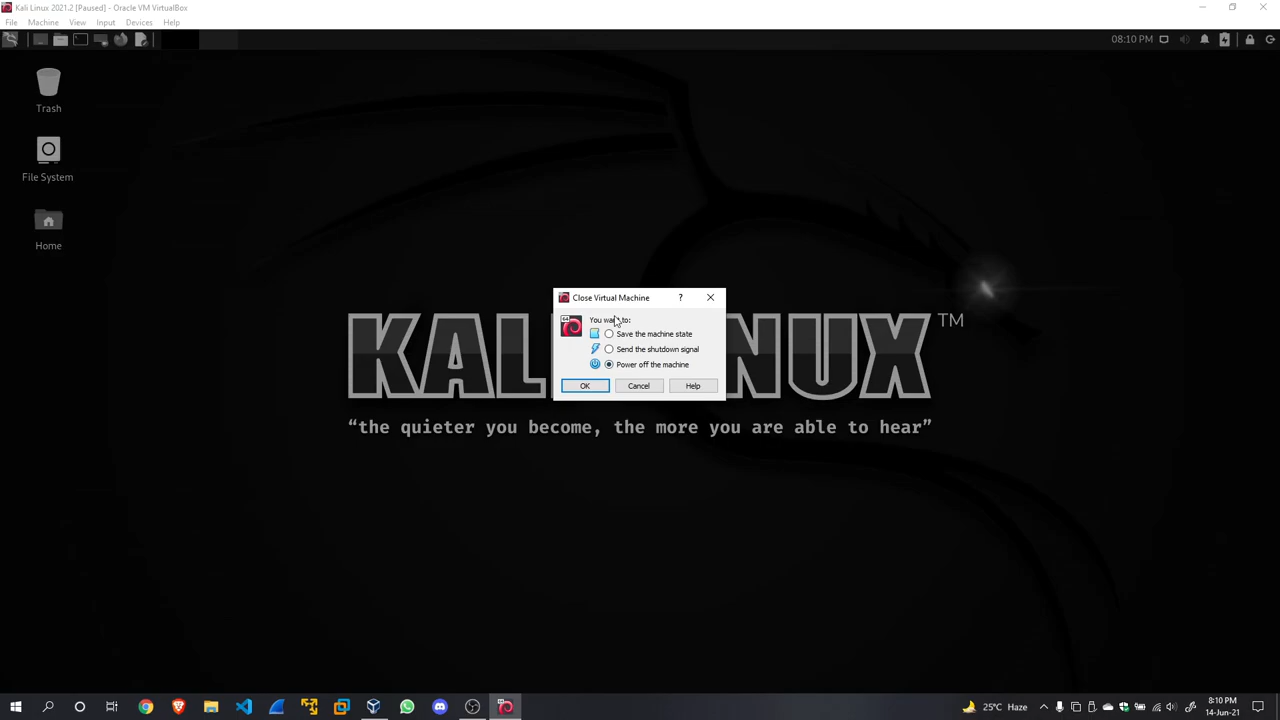 Kali Linux 2021.2 [Paused] - Oracle VM VirtualBox
File Machine View Input Devices Help
08:10 PM
Trash
File System
Home
Close Virtual Machine ?
64
You want to:
Save the machine state
Send the shutdown signal
Power off the machine
OK Cancel Help
TM
"the quieter you become, the more you are able to hear"
25°C Haze
8:10 PM
14-Jun-21